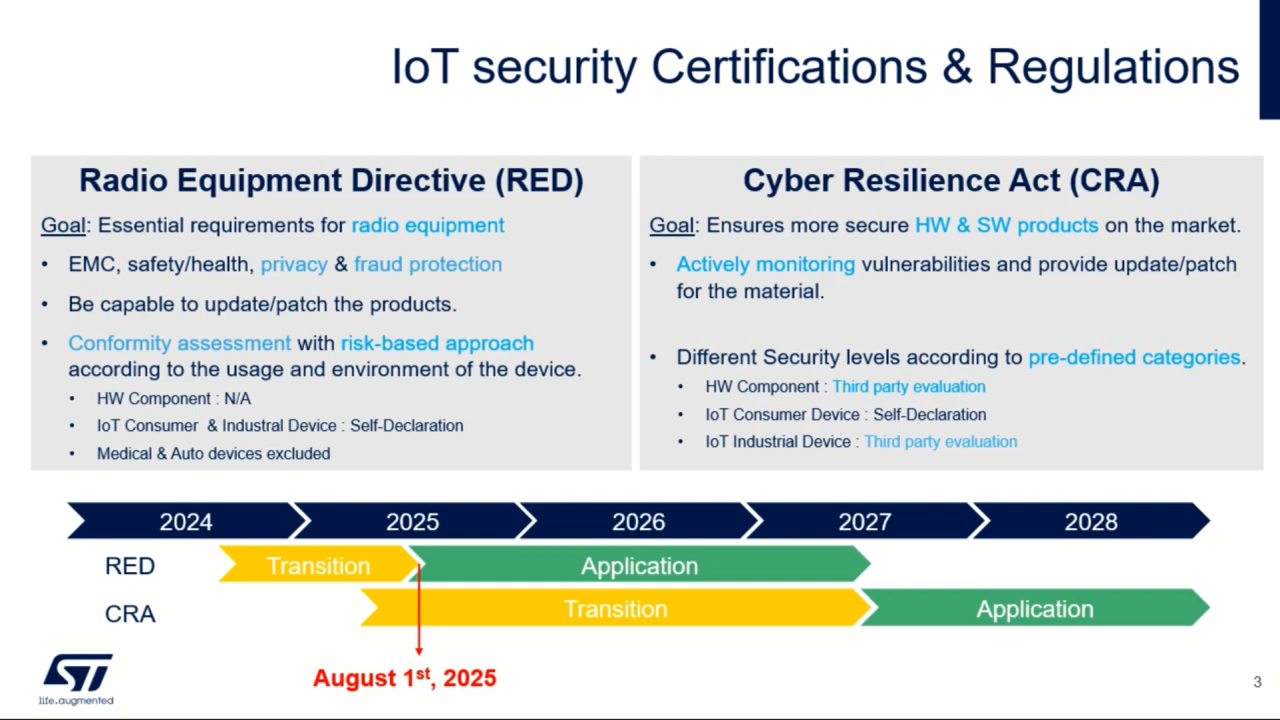 IoT security Certifications & Regulations
Radio Equipment Directive (RED)
Goal: Essential requirements for radio equipment
• EMC, safety/health, privacy & fraud protection
• Be capable to update/patch the products.
• Conformity assessment with risk-based approach
according to the usage and environment of the device.
• HW Component : N/A
• IoT Consumer & Industral Device : Self-Declaration
• Medical & Auto devices excluded
Cyber Resilience Act (CRA)
Goal: Ensures more secure HW & SW products on the market.
• Actively monitoring vulnerabilities and provide update/patch
for the material.
• Different Security levels according to pre-defined categories.
• HW Component : Third party evaluation
• IoT Consumer Device : Self-Declaration
• IoT Industrial Device : Third party evaluation
2024 2025 2026 2027 2028
RED Transition Application
CRA Transition Application
August 1st, 2025
ST
life.augmented
3